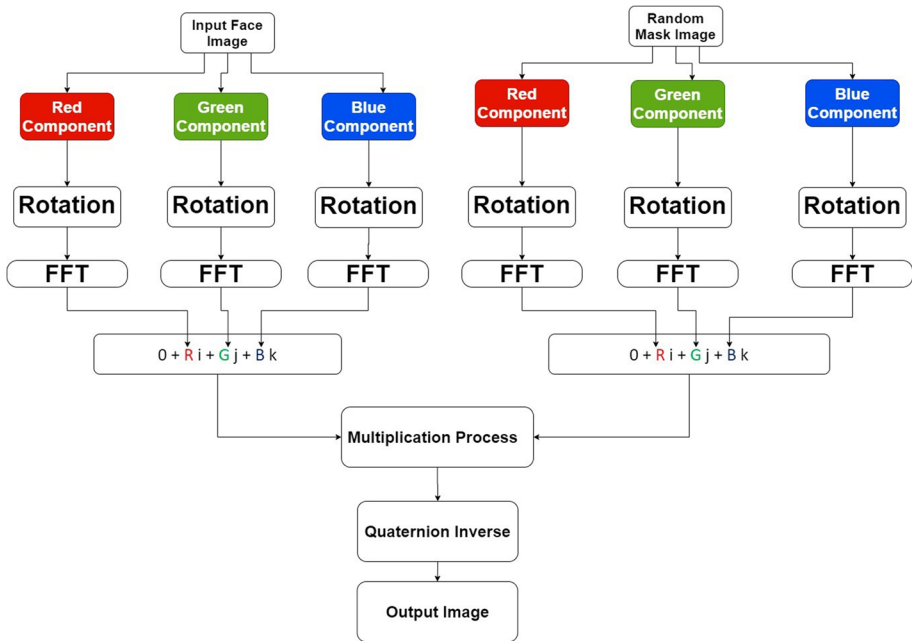 Input Face
Image
Random
Mask Image
Red
Component
Green
Component
Blue
Component
Red
Component
Green
Component
Blue
Component
Rotation
Rotation
Rotation
Rotation
Rotation
Rotation
FFT
FFT
FFT
FFT
FFT
FFT
0 + R i + G j + B k
0 + R i + G j + B k
Multiplication Process
Quaternion Inverse
Output Image